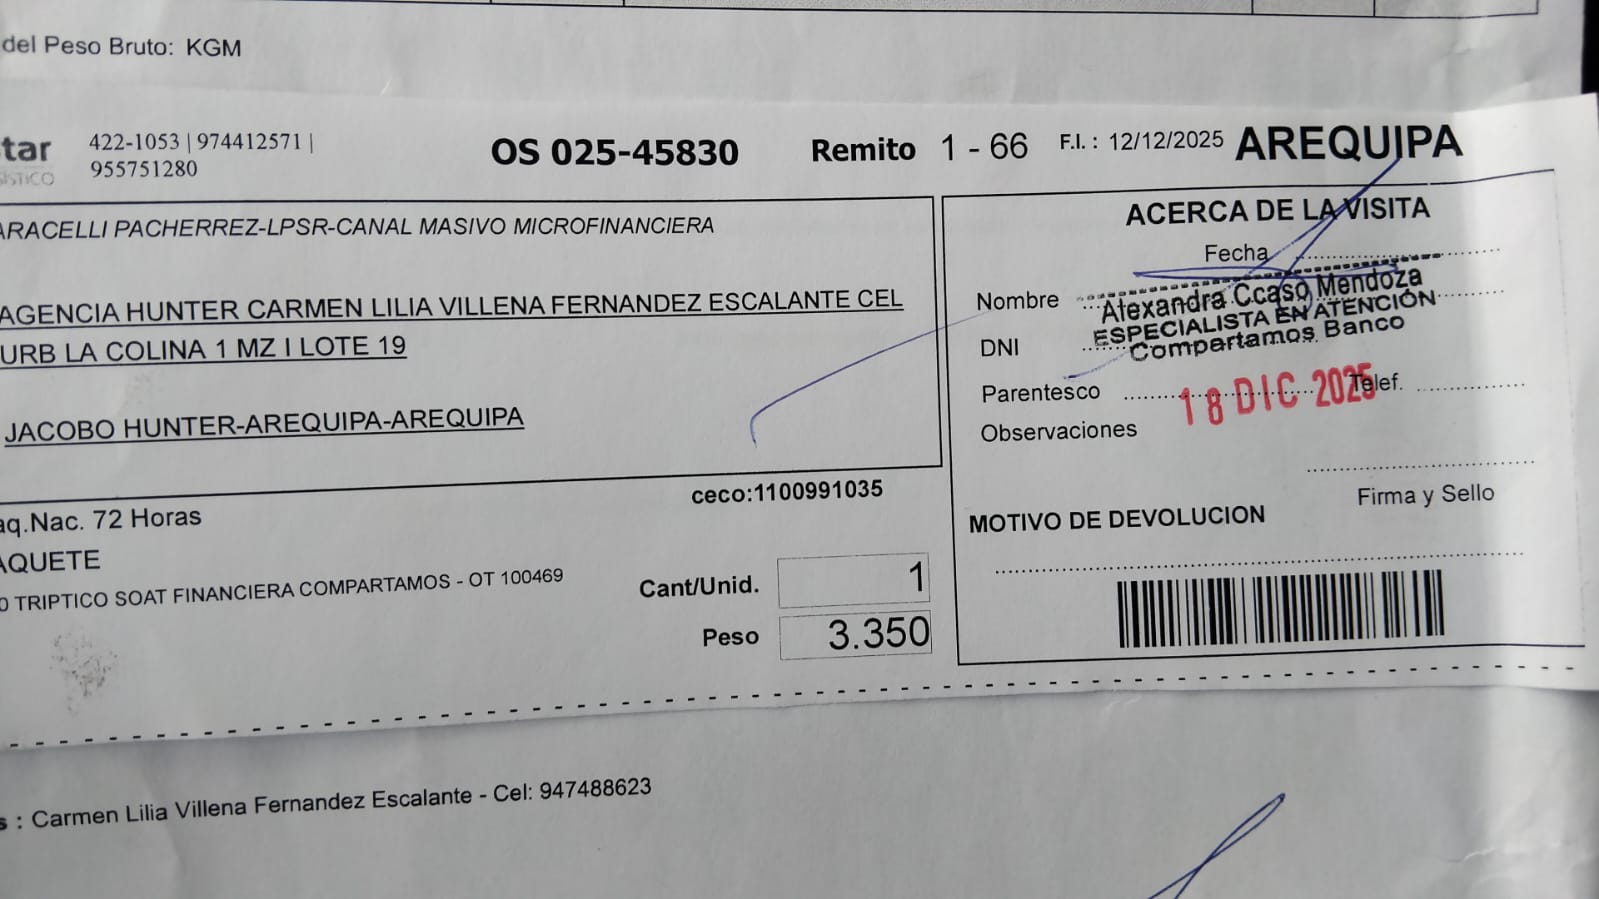 del Peso Bruto: KGM
tar
422-1053 | 974412571 |
955751280
OS 025-45830
Remito 1 - 66
F.I. : 12/12/2025
AREQUIPA
ARACELLI PACHERREZ-LPSR-CANAL MASIVO MICROFINANCIERA
AGENCIA HUNTER CARMEN LILIA VILLENA FERNANDEZ ESCALANTE CEL
URB LA COLINA 1 MZ I LOTE 19
JACOBO HUNTER-AREQUIPA-AREQUIPA
ceco:1100991035
aq.Nac. 72 Horas
AQUETE
0 TRIPTICO SOAT FINANCIERA COMPARTAMOS - OT 100469
Cant/Unid. 1
Peso 3.350
ACERCA DE LA VISITA
Fecha
Nombre
Alexandra Ccaso Mendoza
ESPECIALISTA EN ATENCIÓN
DNI
Compartamos Banco
Parentesco
18 DIC 2025
Telef.
Observaciones
Firma y Sello
MOTIVO DE DEVOLUCION
s : Carmen Lilia Villena Fernandez Escalante - Cel: 947488623